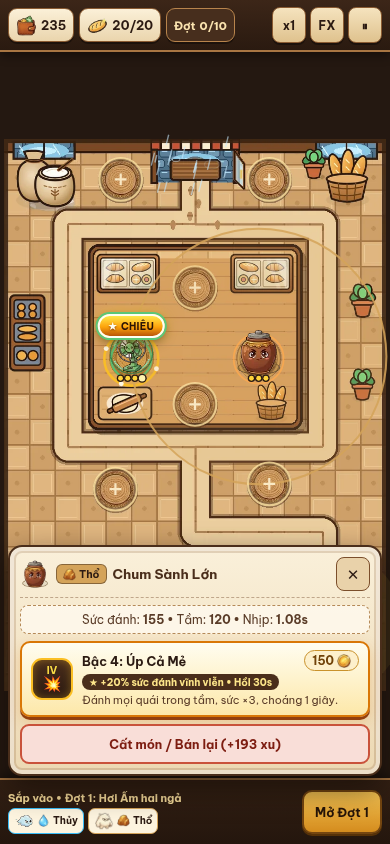 235
20/20
Đợt 0/10
x1
FX
★ CHIÊU
Thổ
Chum Sành Lớn
✕
Sức đánh: 155 • Tầm: 120 • Nhịp: 1.08s
IV
Bậc 4: Úp Cả Mẻ
150
★ +20% sức đánh vĩnh viễn • Hồi 30s
Đánh mọi quái trong tầm, sức ×3, choáng 1 giây.
Cất món / Bán lại (+193 xu)
Sắp vào • Đợt 1: Hơi Ẩm hai ngả
Thủy
Thổ
Mở Đợt 1